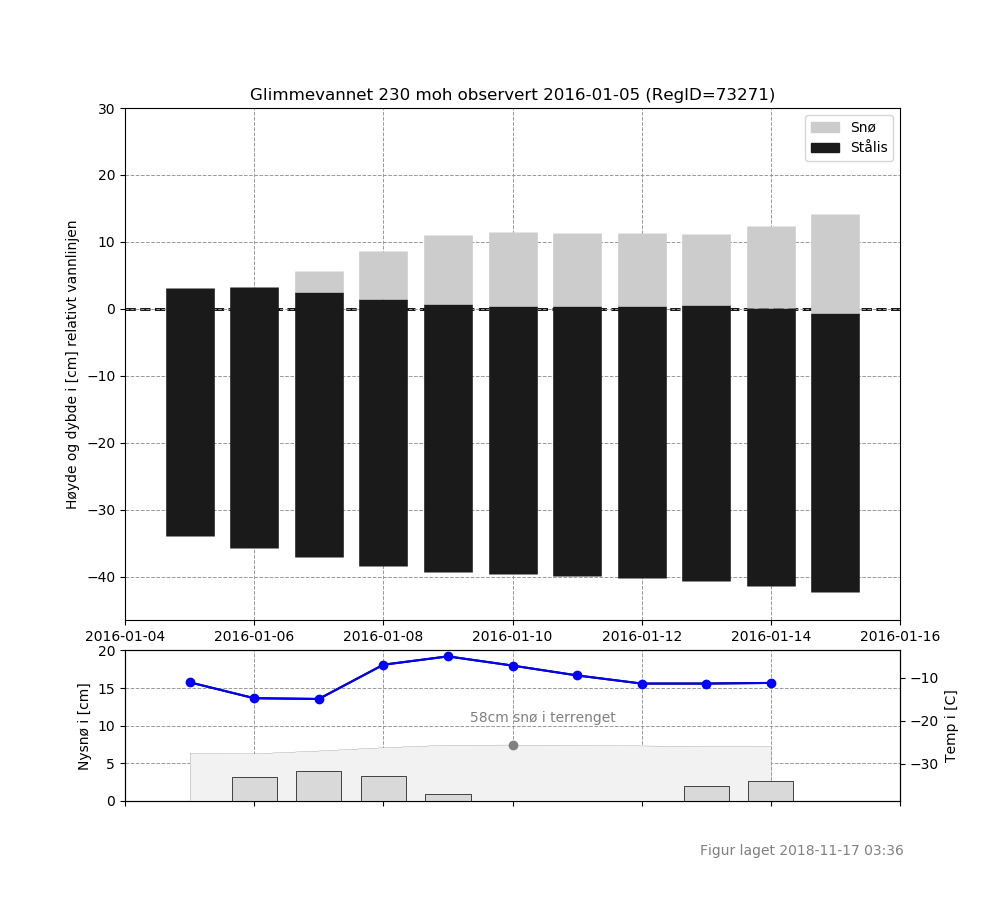 Glimmevannet 230 moh observert 2016-01-05 (RegID=73271)
Snø
Stålis
Høyde og dybde i [cm] relativt vannlinjen
30
20
10
0
−10
−20
−30
−40
2016-01-04 2016-01-06 2016-01-08 2016-01-10 2016-01-12 2016-01-14 2016-01-16
Nysnø i [cm]
20
15
10
5
0
58cm snø i terrenget
−10
−20
−30
Temp i [C]
Figur laget 2018-11-17 03:36